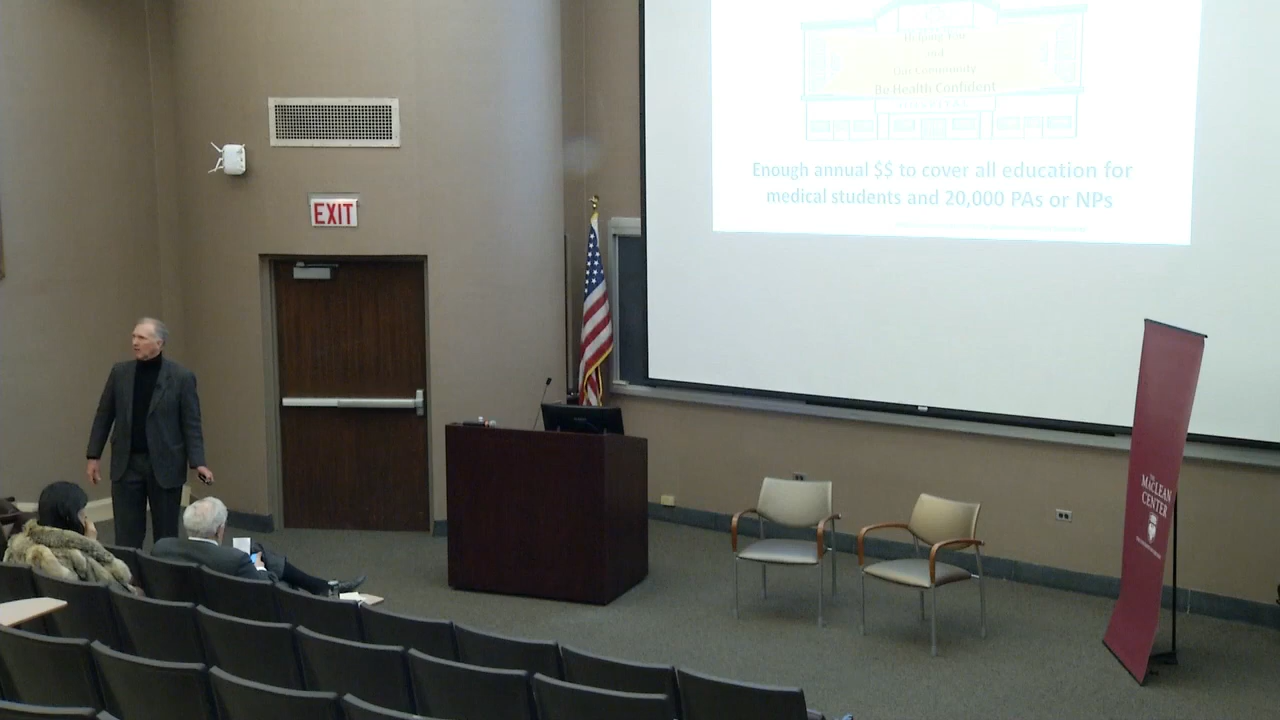 Helping You
and
Our Community
Be Health Confident
Enough annual $$ to cover all education for
medical students and 20,000 PAs or NPs
EXIT
THE
MACLEAN
CENTER